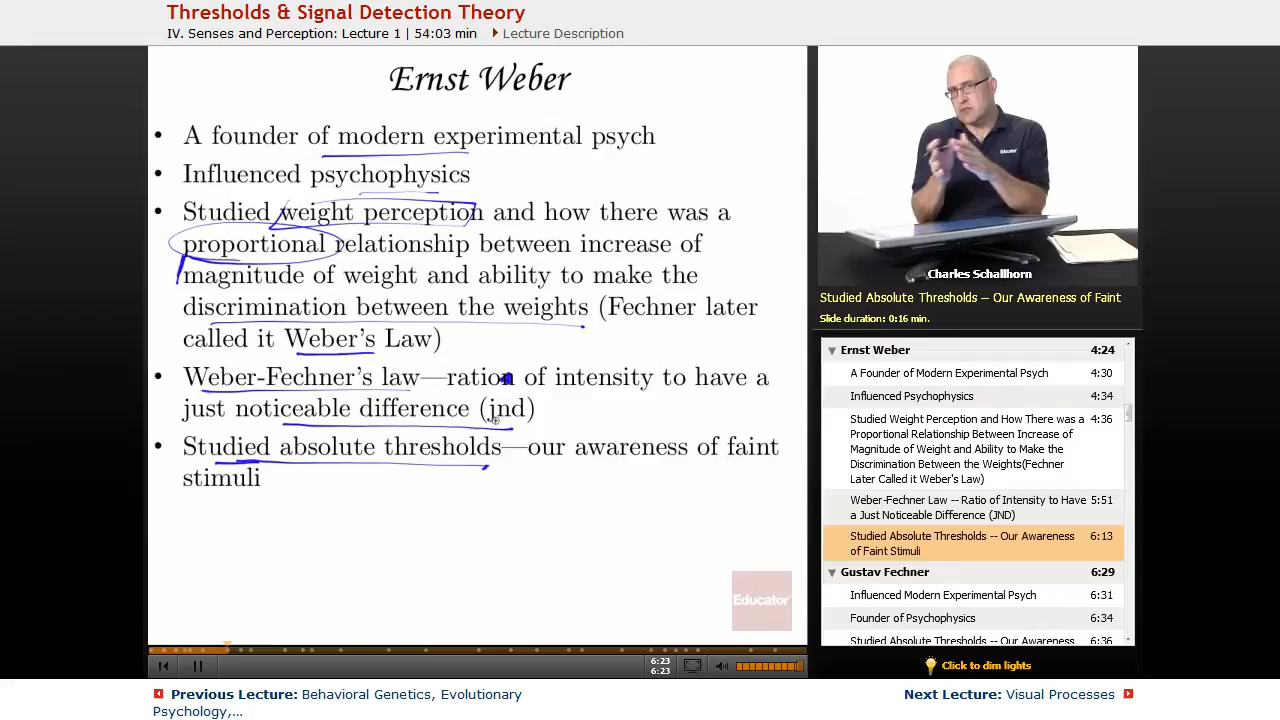 Thresholds & Signal Detection Theory
IV. Senses and Perception: Lecture 1 | 54:03 min
Lecture Description
Ernst Weber
• A founder of modern experimental psych
• Influenced psychophysics
• Studied weight perception and how there was a
proportional relationship between increase of
magnitude of weight and ability to make the
discrimination between the weights (Fechner later
called it Weber's Law)
• Weber-Fechner's law—ration of intensity to have a
just noticeable difference (jnd)
• Studied absolute thresholds—our awareness of faint
stimuli
Educator
Educator
Charles Schallhorn
Studied Absolute Thresholds -- Our Awareness of Faint
Slide duration: 0:16 min.
Ernst Weber 4:24
A Founder of Modern Experimental Psych 4:30
Influenced Psychophysics 4:34
Studied Weight Perception and How There was a 4:36
Proportional Relationship Between Increase of
Magnitude of Weight and Ability to Make the
Discrimination Between the Weights(Fechner
Later Called it Weber's Law)
Weber-Fechner Law -- Ratio of Intensity to Have 5:51
a Just Noticeable Difference (JND)
Studied Absolute Thresholds -- Our Awareness 6:13
of Faint Stimuli
Gustav Fechner 6:29
Influenced Modern Experimental Psych 6:31
Founder of Psychophysics 6:34
Studied Absolute Thresholds -- Our Awareness 6:36
6:23
6:23
Click to dim lights
Previous Lecture: Behavioral Genetics, Evolutionary
Psychology,...
Next Lecture: Visual Processes